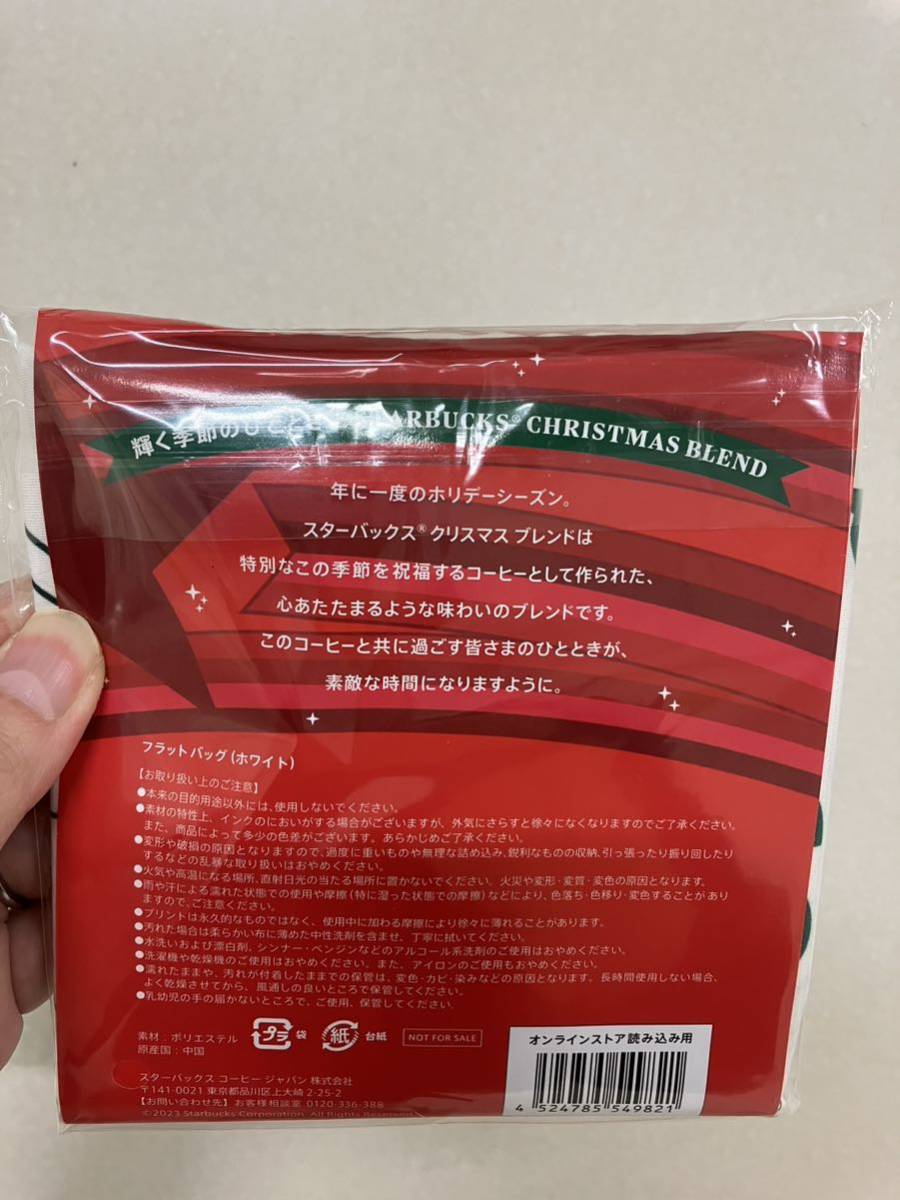 輝く季節のひととき STARBUCKS® CHRISTMAS BLEND
年に一度のホリデーシーズン。
スターバックス® クリスマス ブレンドは
特別なこの季節を祝福するコーヒーとして作られた、
心あたたまるような味わいのブレンドです。
このコーヒーと共に過ごす皆さまのひとときが、
素敵な時間になりますように。
フラットバッグ(ホワイト)
【お取り扱い上のご注意】
●本来の目的用途以外には、使用しないでください。
●素材の特性上、インクのにおいがする場合がございますが、外気にさらすと徐々になくなりますのでご了承ください。
また、商品によって多少の色差がございます。あらかじめご了承ください。
●変形や破損の原因となりますので、過度に重いものや無理な詰め込み、鋭利なものの収納、引っ張ったり振り回したり
するなどの乱暴な取り扱いはおやめください。
●火気や高温になる場所、直射日光の当たる場所に置かないでください。火災や変形・変質・変色の原因となります。
●雨や汗による濡れた状態での使用や摩擦(特に湿った状態での摩擦)などにより、色落ち・色移り・変色することがあり
ますので、ご注意ください。
●プリントは永久的なものではなく、使用中に加わる摩擦により徐々に薄れることがあります。
●汚れた場合は柔らかい布に薄めた中性洗剤を含ませ、丁寧に拭いてください。
●水洗いおよび漂白剤、シンナー・ベンジンなどのアルコール系洗剤のご使用はおやめください。
●洗濯機や乾燥機のご使用はおやめください。また、アイロンのご使用もおやめください。
●濡れたままや、汚れが付着したままでの保管は、変色・カビ・染みなどの原因となります。長時間使用しない場合、
よく乾燥させてから、風通しの良いところで保管してください。
●乳幼児の手の届かないところで、ご使用、保管してください。
素材:ポリエステル
原産国:中国
プラ 袋 紙 台紙 NOT FOR SALE
オンラインストア読み込み用
4 524785 549821
スターバックス コーヒー ジャパン 株式会社
〒141-0021 東京都品川区上大崎 2-25-2
【お問い合わせ先】お客様相談室 0120-336-388
©2023 Starbucks Corporation. All Rights Reserved.